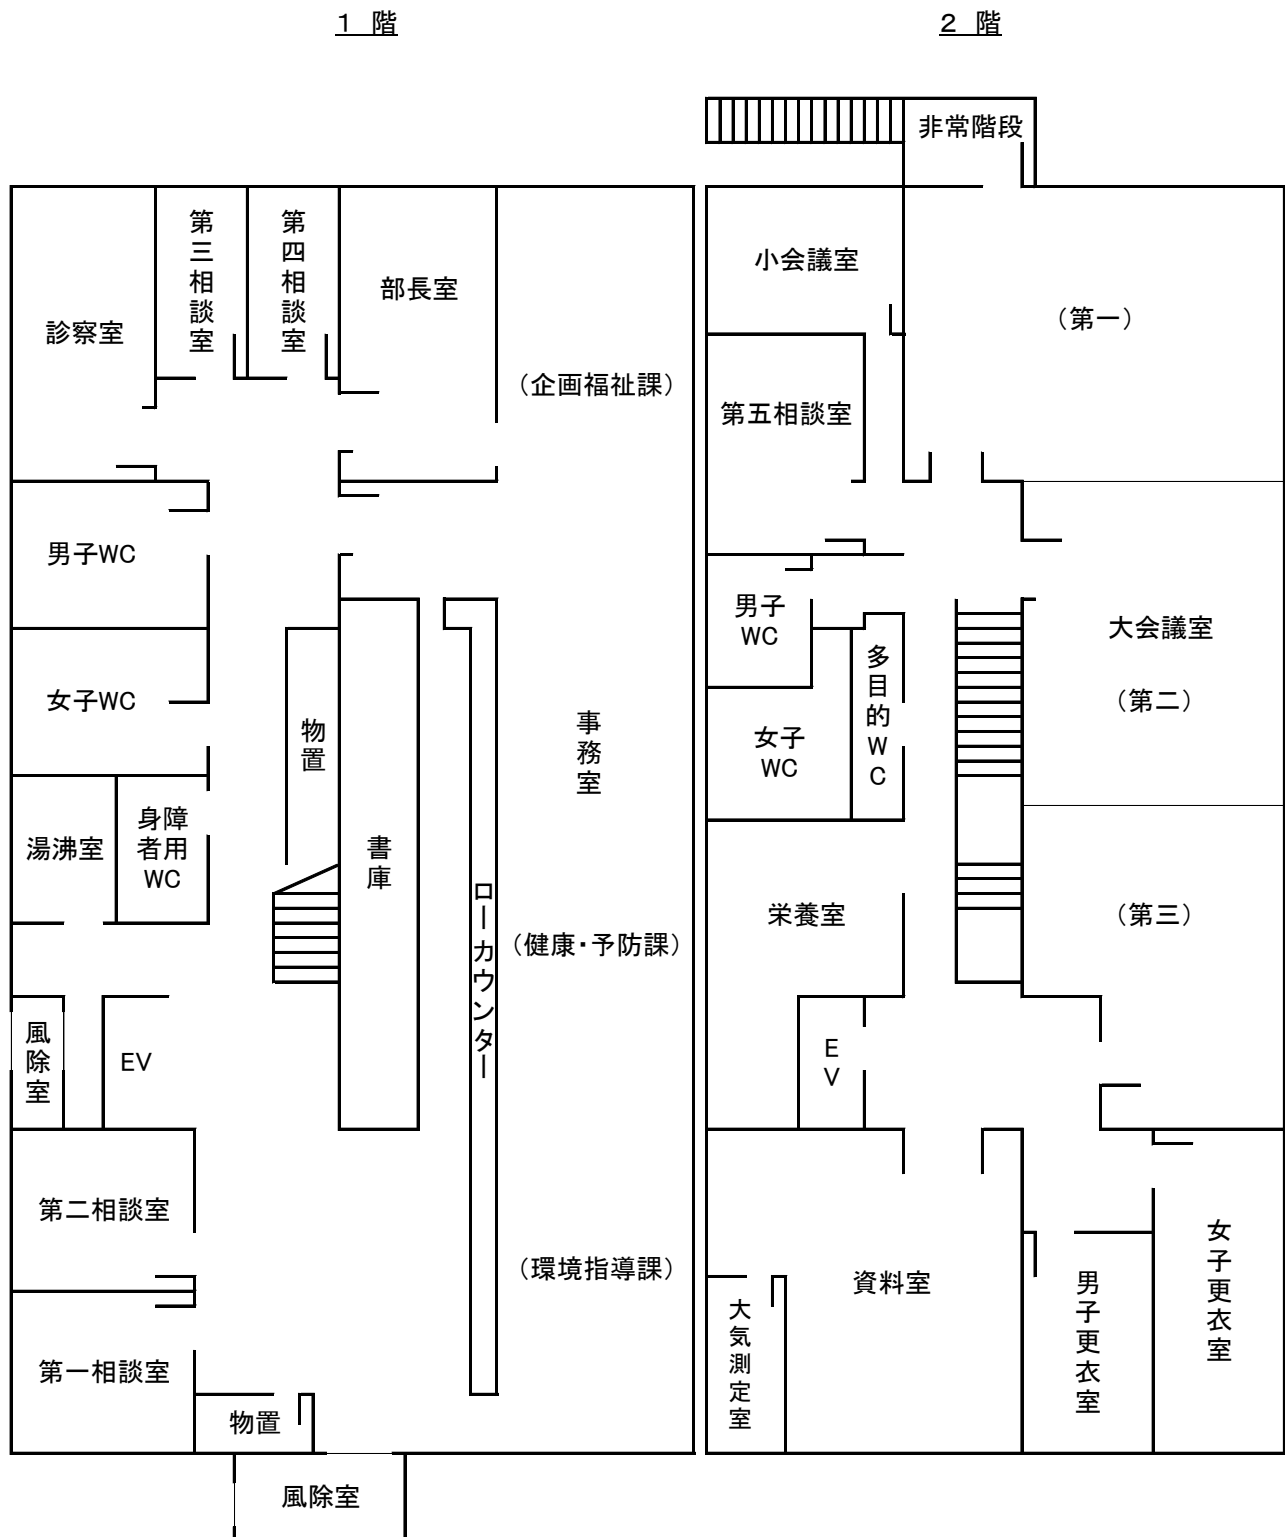 １ 階
２ 階
診察室
第三相談室
第四相談室
部長室
（企画福祉課）
男子WC
女子WC
湯沸室
身障
者用
WC
物置
書庫
ローカウンター
事務室
（健康・予防課）
風除室
EV
第二相談室
（環境指導課）
第一相談室
物置
風除室
非常階段
小会議室
（第一）
第五相談室
男子
WC
女子
WC
多目的WC
大会議室
（第二）
栄養室
（第三）
EV
資料室
大気測定室
男子更衣室
女子更衣室